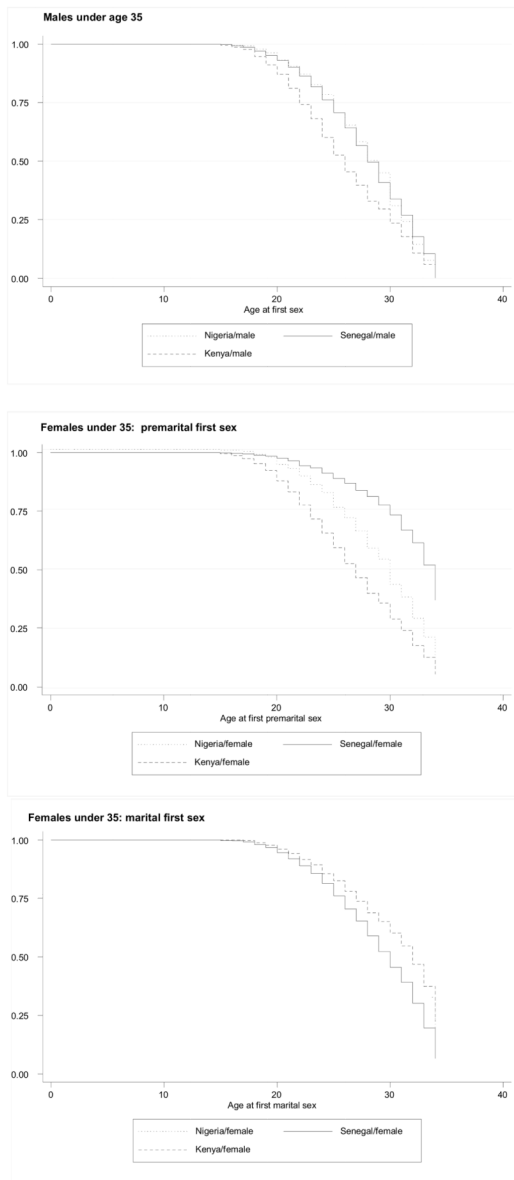 Males under age 35
1.00
0.75
0.50
0.25
0.00
0 10 20 30 40
Age at first sex
Nigeria/male Senegal/male
Kenya/male
Females under 35: premarital first sex
1.00
0.75
0.50
0.25
0.00
0 10 20 30 40
Age at first premarital sex
Nigeria/female Senegal/female
Kenya/female
Females under 35: marital first sex
1.00
0.75
0.50
0.25
0.00
0 10 20 30 40
Age at first marital sex
Nigeria/female Senegal/female
Kenya/female